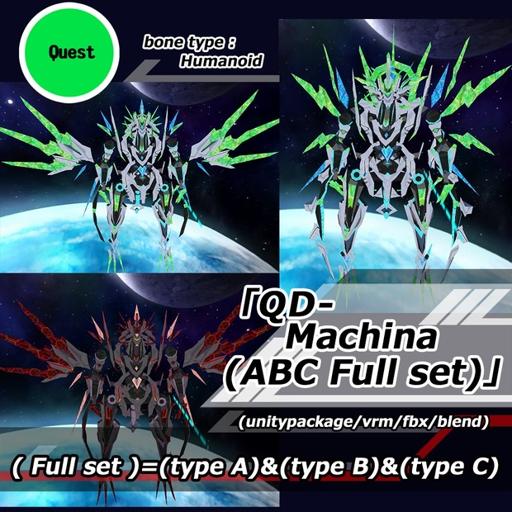 Quest
bone type :
Humanoid
「QD-
Machina
(ABC Full set)」
(unitypackage/vrm/fbx/blend)
( Full set )=(type A)&(type B)&(type C)